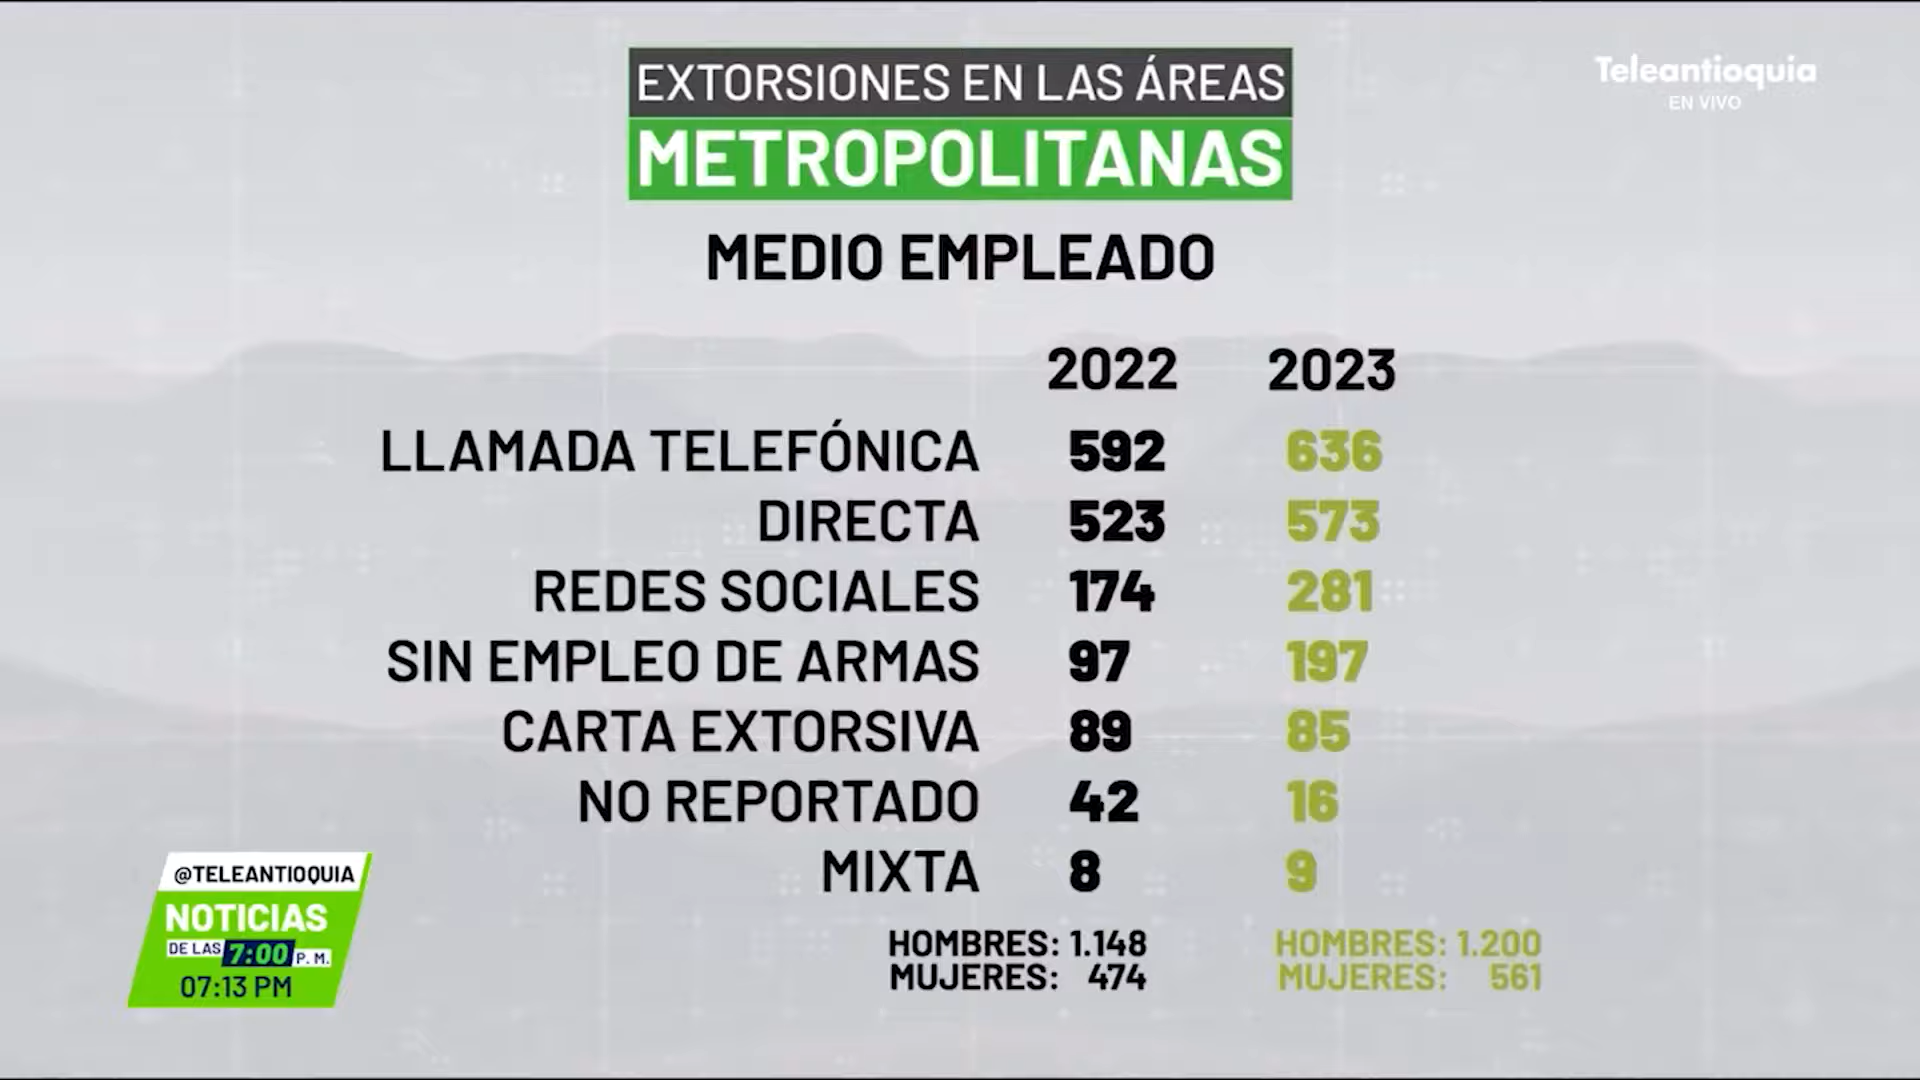 EXTORSIONES EN LAS ÁREAS
METROPOLITANAS
Teleantioquia
EN VIVO
MEDIO EMPLEADO
2022 2023
LLAMADA TELEFÓNICA 592 636
DIRECTA 523 573
REDES SOCIALES 174 281
SIN EMPLEO DE ARMAS 97 197
CARTA EXTORSIVA 89 85
NO REPORTADO 42 16
MIXTA 8 9
HOMBRES: 1.148 HOMBRES: 1.200
MUJERES: 474 MUJERES: 561
@TELEANTIOQUIA
NOTICIAS
DE LAS 7:00 P. M.
07:13 PM